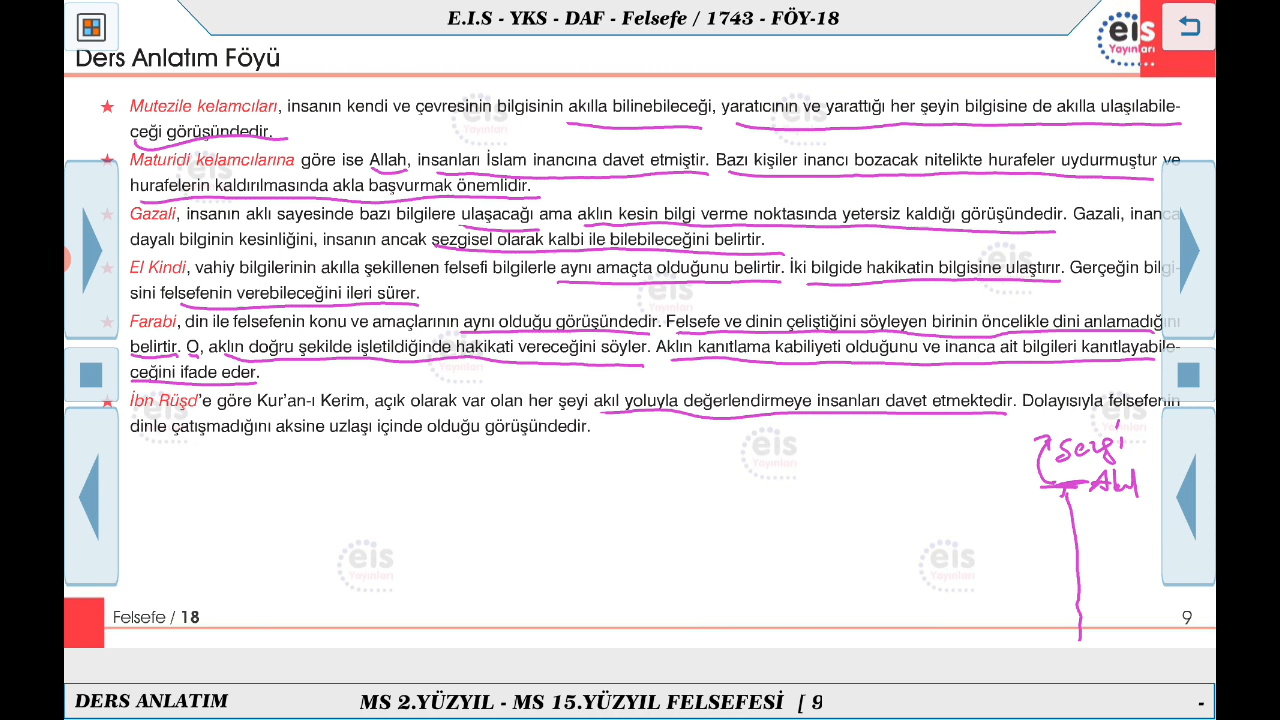 E.I.S - YKS - DAF - Felsefe / 1743 - FÖY-18
eis
Yayınları
Ders Anlatım Föyü
★ Mutezile kelamcıları, insanın kendi ve çevresinin bilgisinin akılla bilinebileceği, yaratıcının ve yarattığı her şeyin bilgisine de akılla ulaşılabile-
ceği görüşündedir.
★ Maturidi kelamcılarına göre ise Allah, insanları İslam inancına davet etmiştir. Bazı kişiler inancı bozacak nitelikte hurafeler uydurmuştur ve
hurafelerin kaldırılmasında akla başvurmak önemlidir.
★ Gazali, insanın aklı sayesinde bazı bilgilere ulaşacağı ama aklın kesin bilgi verme noktasında yetersiz kaldığı görüşündedir. Gazali, inanca
dayalı bilginin kesinliğini, insanın ancak sezgisel olarak kalbi ile bilebileceğini belirtir.
★ El Kindi, vahiy bilgilerinin akılla şekillenen felsefi bilgilerle aynı amaçta olduğunu belirtir. İki bilgide hakikatin bilgisine ulaştırır. Gerçeğin bilgi-
sini felsefenin verebileceğini ileri sürer.
★ Farabi, din ile felsefenin konu ve amaçlarının aynı olduğu görüşündedir. Felsefe ve dinin çeliştiğini söyleyen birinin öncelikle dini anlamadığını
belirtir. O, aklın doğru şekilde işletildiğinde hakikati vereceğini söyler. Aklın kanıtlama kabiliyeti olduğunu ve inanca ait bilgileri kanıtlayabile-
ceğini ifade eder.
★ İbn Rüşd'e göre Kur'an-ı Kerim, açık olarak var olan her şeyi akıl yoluyla değerlendirmeye insanları davet etmektedir. Dolayısıyla felsefenin
dinle çatışmadığını aksine uzlaşı içinde olduğu görüşündedir.
Sezgi
Akıl
Felsefe / 18
9
DERS ANLATIM
MS 2.YÜZYIL - MS 15.YÜZYIL FELSEFESİ [ 9
-